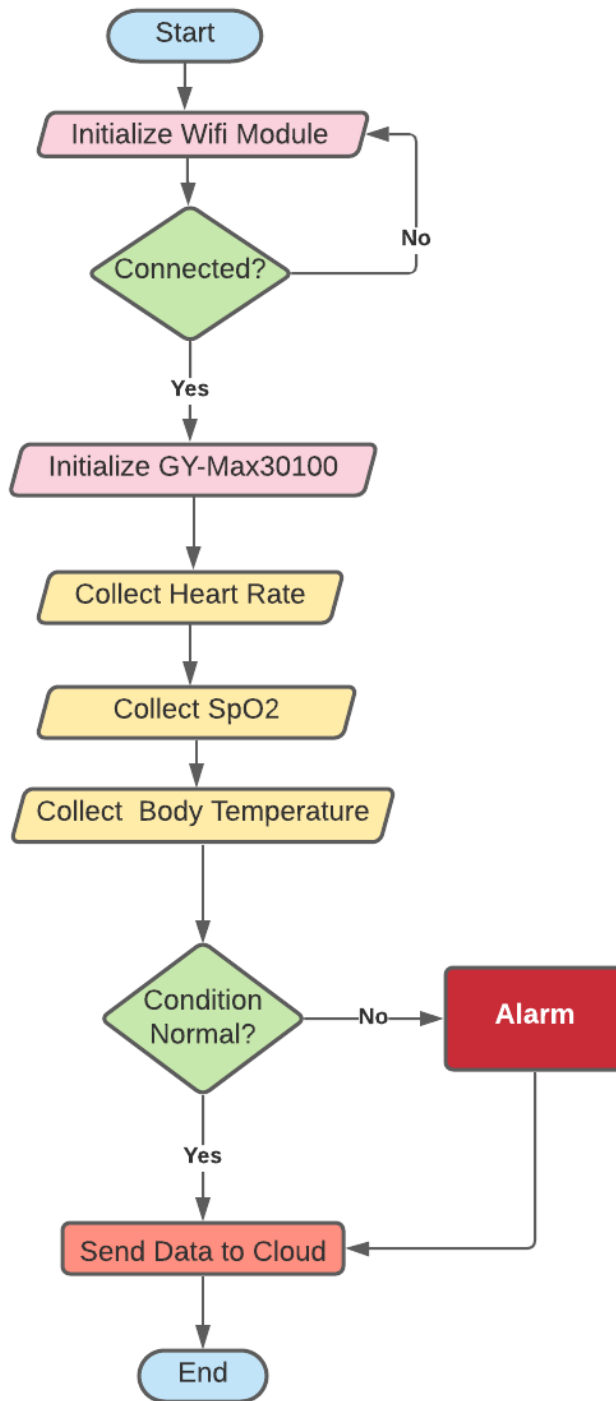 Start
Initialize Wifi Module
No
Connected?
Yes
Initialize GY-Max30100
Collect Heart Rate
Collect SpO2
Collect  Body Temperature
Condition
Normal?
No
Alarm
Yes
Send Data to Cloud
End